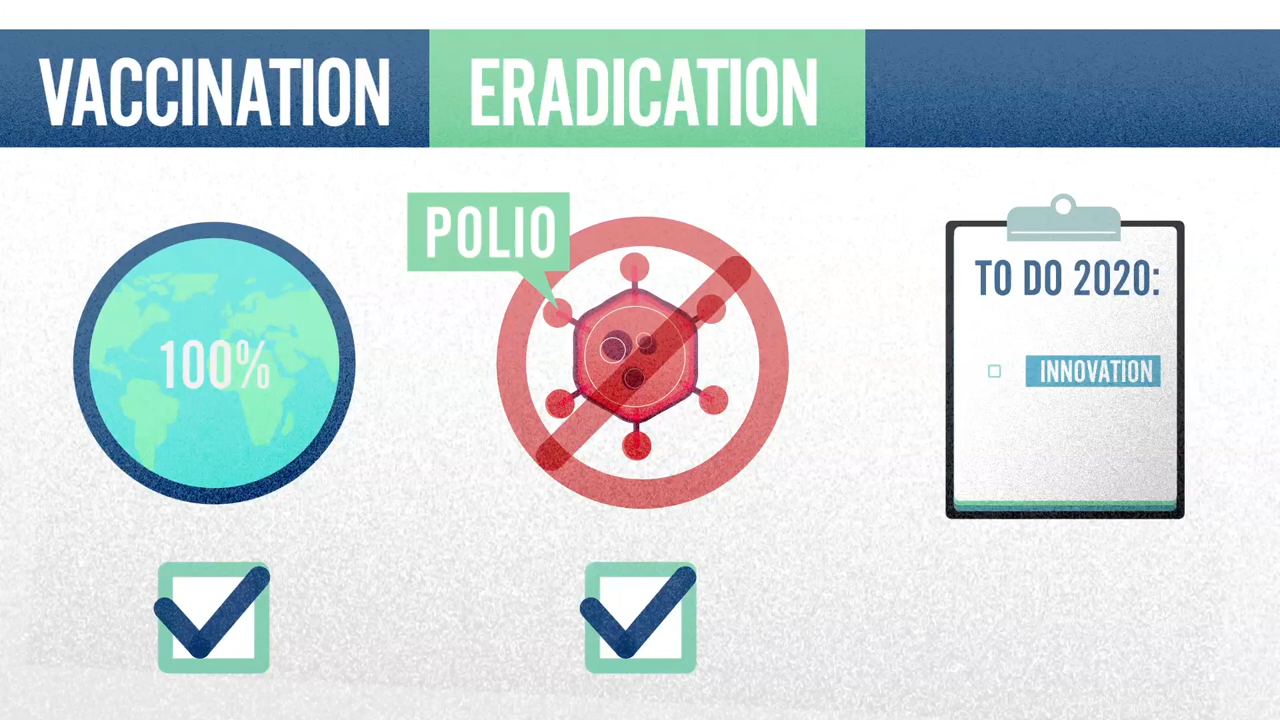 VACCINATION
ERADICATION
100%
POLIO
TO DO 2020:
INNOVATION